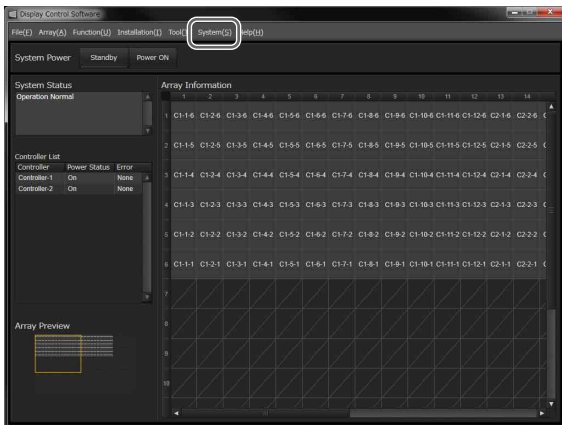 Display Control Software
File(F) Array(A) Function(U) Installation(I) System(S) Help(H)
System Power Standby Power ON
System Status
Operation Normal
Controller List
Controller Power Status Error
Controller-1 On None
Controller-2 On None
Array Preview
Array Information
1 2 3 4 5 6 7 8 9 10 11 12 13 14
1 C1-1-6 C1-2-6 C1-3-6 C1-4-6 C1-5-6 C1-6-6 C1-7-6 C1-8-6 C1-9-6 C1-10-6 C1-11-6 C1-12-6 C2-1-6 C2-2-6
2 C1-1-5 C1-2-5 C1-3-5 C1-4-5 C1-5-5 C1-6-5 C1-7-5 C1-8-5 C1-9-5 C1-10-5 C1-11-5 C1-12-5 C2-1-5 C2-2-5
3 C1-1-4 C1-2-4 C1-3-4 C1-4-4 C1-5-4 C1-6-4 C1-7-4 C1-8-4 C1-9-4 C1-10-4 C1-11-4 C1-12-4 C2-1-4 C2-2-4
4 C1-1-3 C1-2-3 C1-3-3 C1-4-3 C1-5-3 C1-6-3 C1-7-3 C1-8-3 C1-9-3 C1-10-3 C1-11-3 C1-12-3 C2-1-3 C2-2-3
5 C1-1-2 C1-2-2 C1-3-2 C1-4-2 C1-5-2 C1-6-2 C1-7-2 C1-8-2 C1-9-2 C1-10-2 C1-11-2 C1-12-2 C2-1-2 C2-2-2
6 C1-1-1 C1-2-1 C1-3-1 C1-4-1 C1-5-1 C1-6-1 C1-7-1 C1-8-1 C1-9-1 C1-10-1 C1-11-1 C1-12-1 C2-1-1 C2-2-1
7
8
9
10